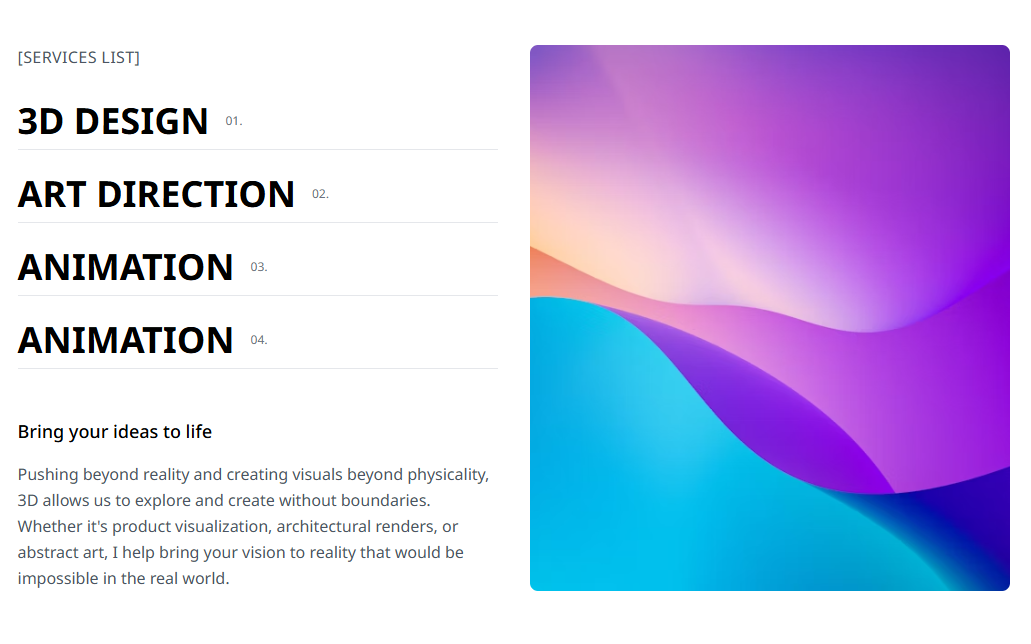 [SERVICES LIST]
3D DESIGN 01.
ART DIRECTION 02.
ANIMATION 03.
ANIMATION 04.
Bring your ideas to life
Pushing beyond reality and creating visuals beyond physicality,
3D allows us to explore and create without boundaries.
Whether it's product visualization, architectural renders, or
abstract art, I help bring your vision to reality that would be
impossible in the real world.